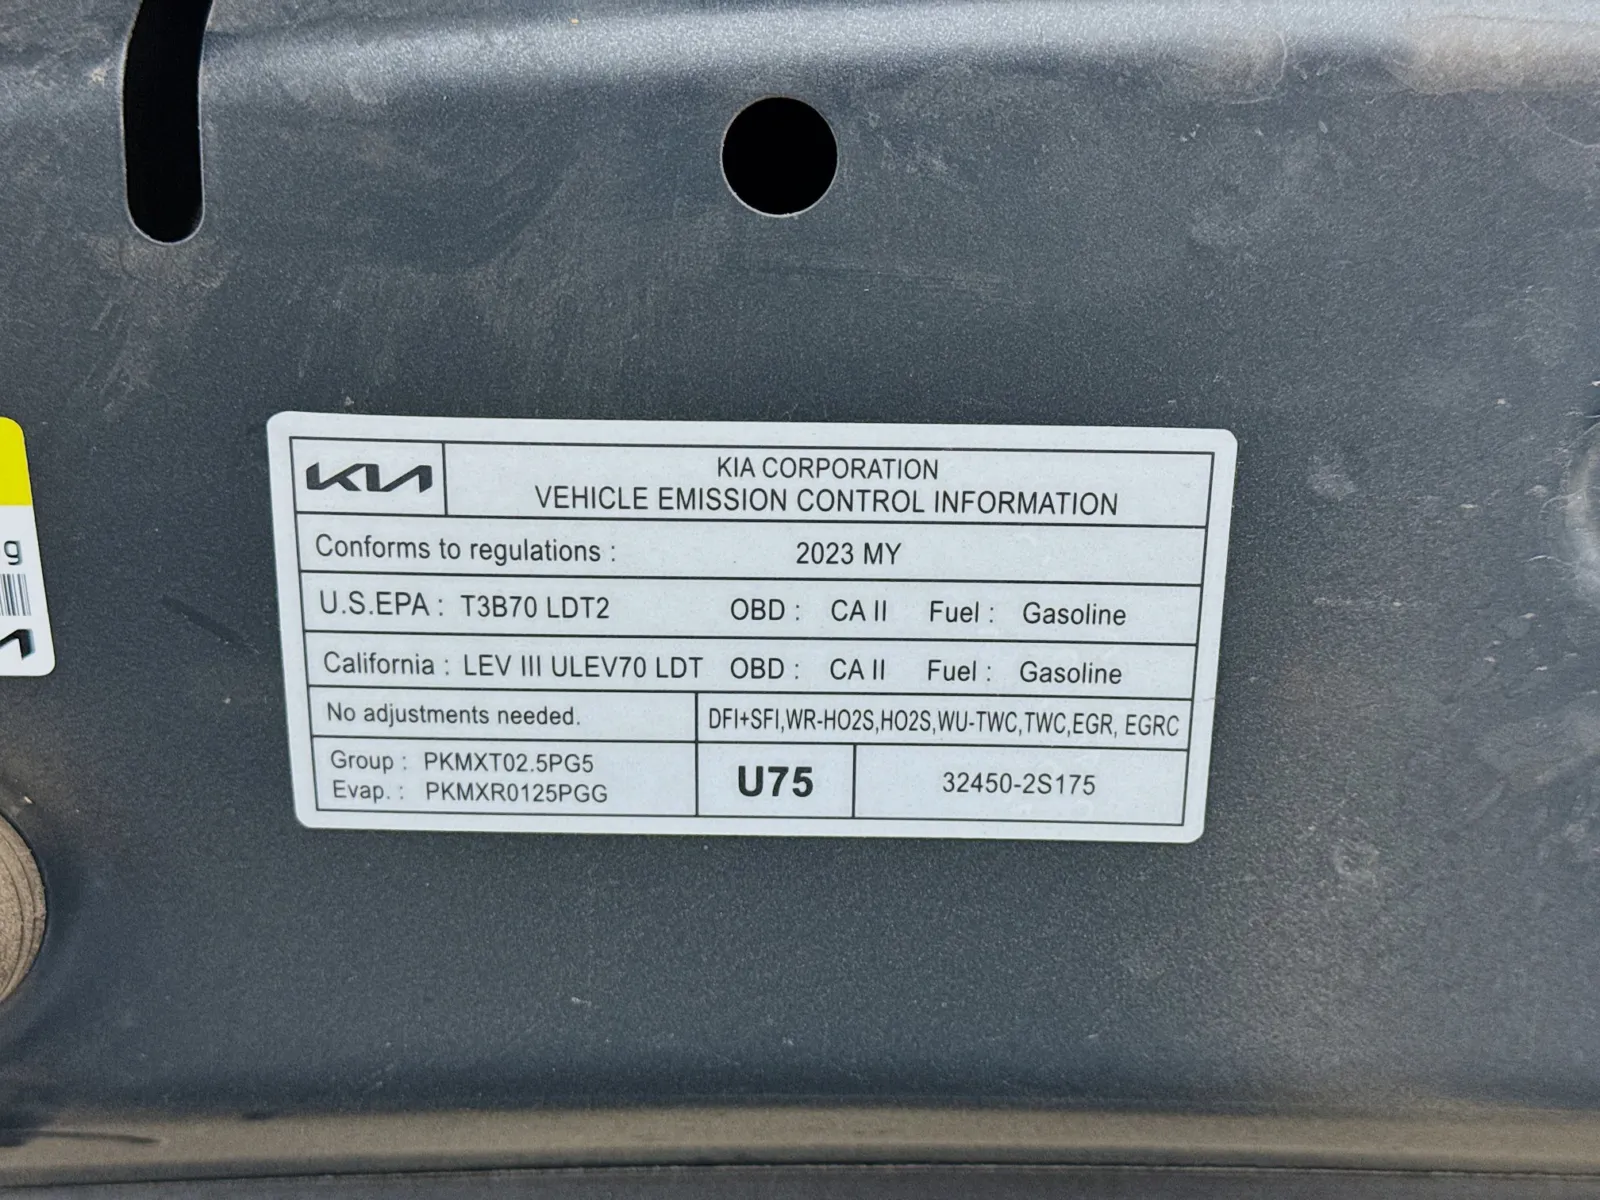 KIA
KIA CORPORATION
VEHICLE EMISSION CONTROL INFORMATION
Conforms to regulations : 2023 MY
U.S.EPA : T3B70 LDT2 OBD : CA II Fuel : Gasoline
California : LEV III ULEV70 LDT OBD : CA II Fuel : Gasoline
No adjustments needed. DFI+SFI,WR-HO2S,HO2S,WU-TWC,TWC,EGR, EGRC
Group : PKMXT02.5PG5
Evap. : PKMXR0125PGG
U75 32450-2S175
g